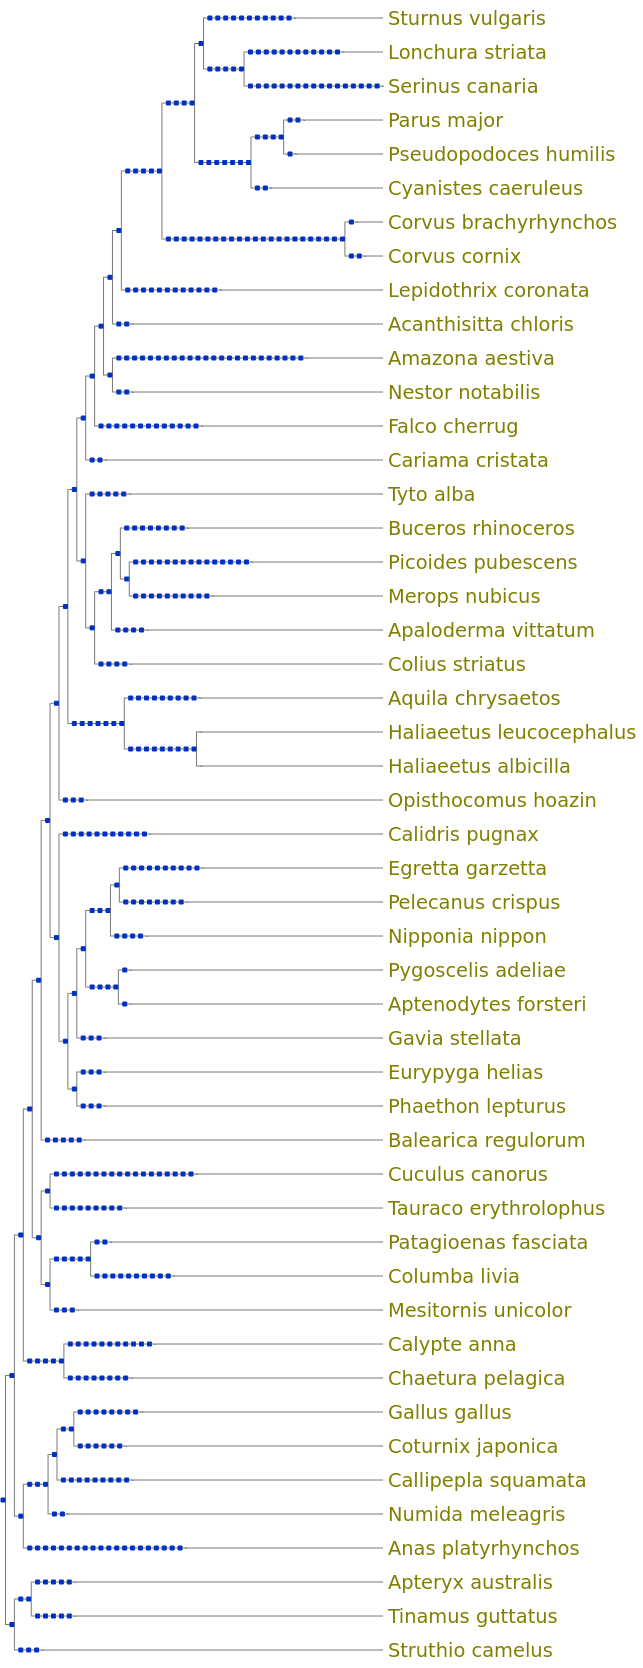 Sturnus vulgaris
Lonchura striata
Serinus canaria
Parus major
Pseudopodoces humilis
Cyanistes caeruleus
Corvus brachyrhynchos
Corvus cornix
Lepidothrix coronata
Acanthisitta chloris
Amazona aestiva
Nestor notabilis
Falco cherrug
Cariama cristata
Tyto alba
Buceros rhinoceros
Picoides pubescens
Merops nubicus
Apaloderma vittatum
Colius striatus
Aquila chrysaetos
Haliaeetus leucocephalus
Haliaeetus albicilla
Opisthocomus hoazin
Calidris pugnax
Egretta garzetta
Pelecanus crispus
Nipponia nippon
Pygoscelis adeliae
Aptenodytes forsteri
Gavia stellata
Eurypyga helias
Phaethon lepturus
Balearica regulorum
Cuculus canorus
Tauraco erythrolophus
Patagioenas fasciata
Columba livia
Mesitornis unicolor
Calypte anna
Chaetura pelagica
Gallus gallus
Coturnix japonica
Callipepla squamata
Numida meleagris
Anas platyrhynchos
Apteryx australis
Tinamus guttatus
Struthio camelus